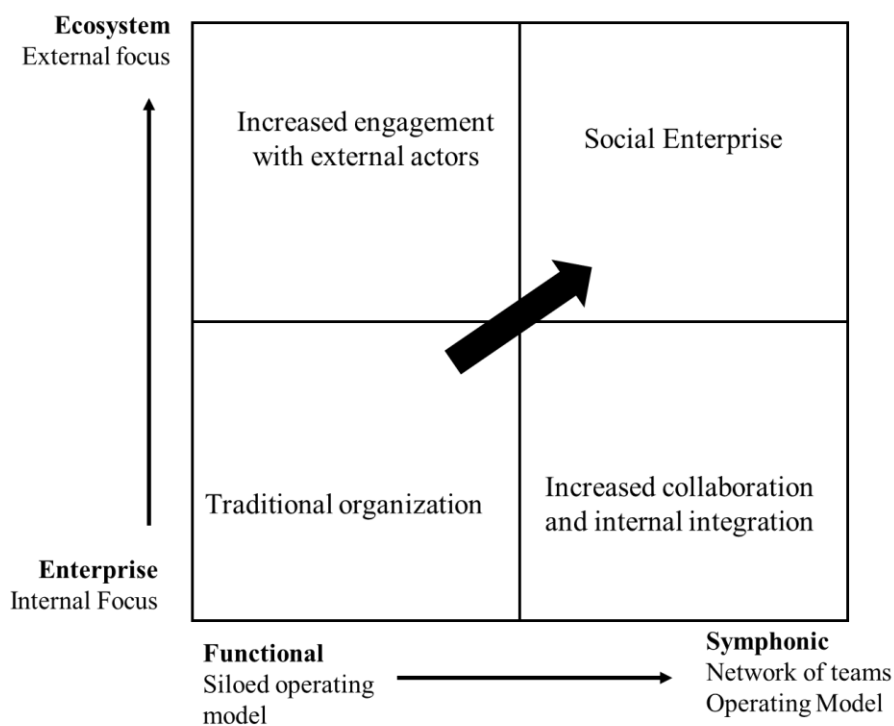 Ecosystem
External focus
Increased engagement
with external actors
Social Enterprise
Traditional organization
Increased collaboration
and internal integration
Enterprise
Internal Focus
Functional
Siloed operating
model
Symphonic
Network of teams
Operating Model